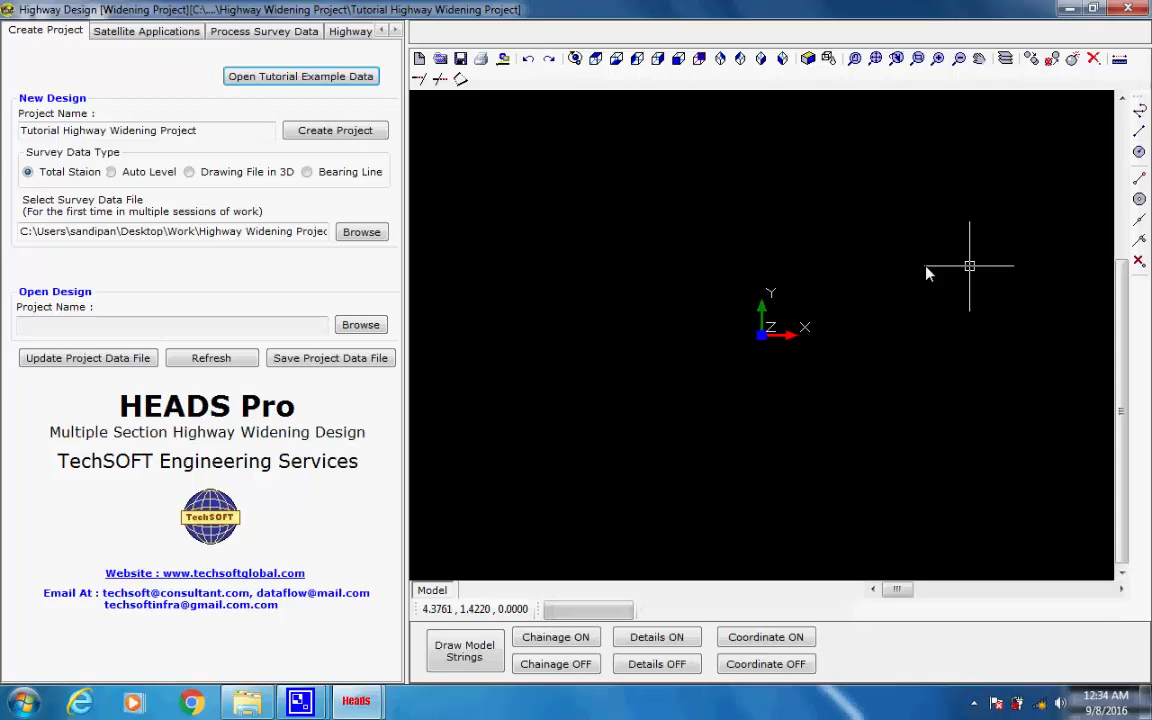 Highway Design [Widening Project][C:\....\Highway Widening Project\Tutorial Highway Widening Project]
Create Project Satellite Applications Process Survey Data Highway
Open Tutorial Example Data
New Design
Project Name :
Tutorial Highway Widening Project Create Project
Survey Data Type
Total Staion Auto Level Drawing File in 3D Bearing Line
Select Survey Data File
(For the first time in multiple sessions of work)
C:\Users\sandipan\Desktop\Work\Highway Widening Projec Browse
Open Design
Project Name :
Browse
Update Project Data File Refresh Save Project Data File
HEADS Pro
Multiple Section Highway Widening Design
TechSOFT Engineering Services
TechSOFT
Website : www.techsoftglobal.com
Email At : techsoft@consultant.com, dataflow@mail.com
techsoftinfra@gmail.com.com
Y
Z X
Model
4.3761 , 1.4220 , 0.0000
Draw Model
Strings
Chainage ON Details ON Coordinate ON
Chainage OFF Details OFF Coordinate OFF
Heads
12:34 AM
9/8/2016